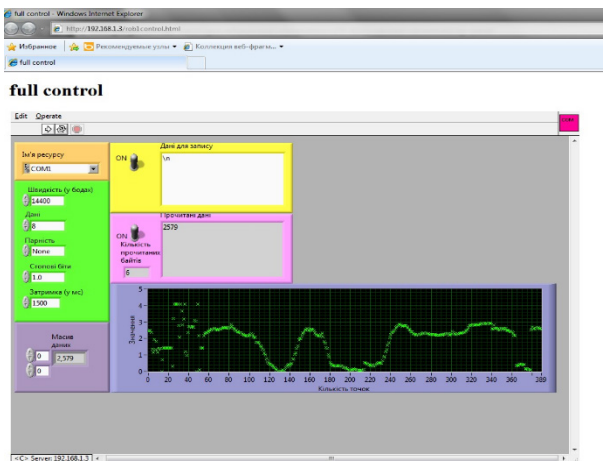 full control - Windows Internet Explorer
http://192.168.1.3/rob1control.html
Избранное
Рекомендуемые узлы
Коллекция веб-фрагм...
full control
full control
Edit Operate
Ім'я ресурсу
COM1
Швидкість (у бодах)
14400
Дані
8
Парність
None
Стопові біти
1.0
Затримка (у мс)
1500
Масив
даних
0
2,579
0
Дані для запису
ON
\n
Прочитані дані
ON
2579
Кількість
прочитаних
байтів
6
Значення
5
4
3
2
1
0
0 20 40 60 80 100 120 140 160 180 200 220 240 260 280 300 320 340 360 389
Кількість точок
<C> Server: 192.168.1.3